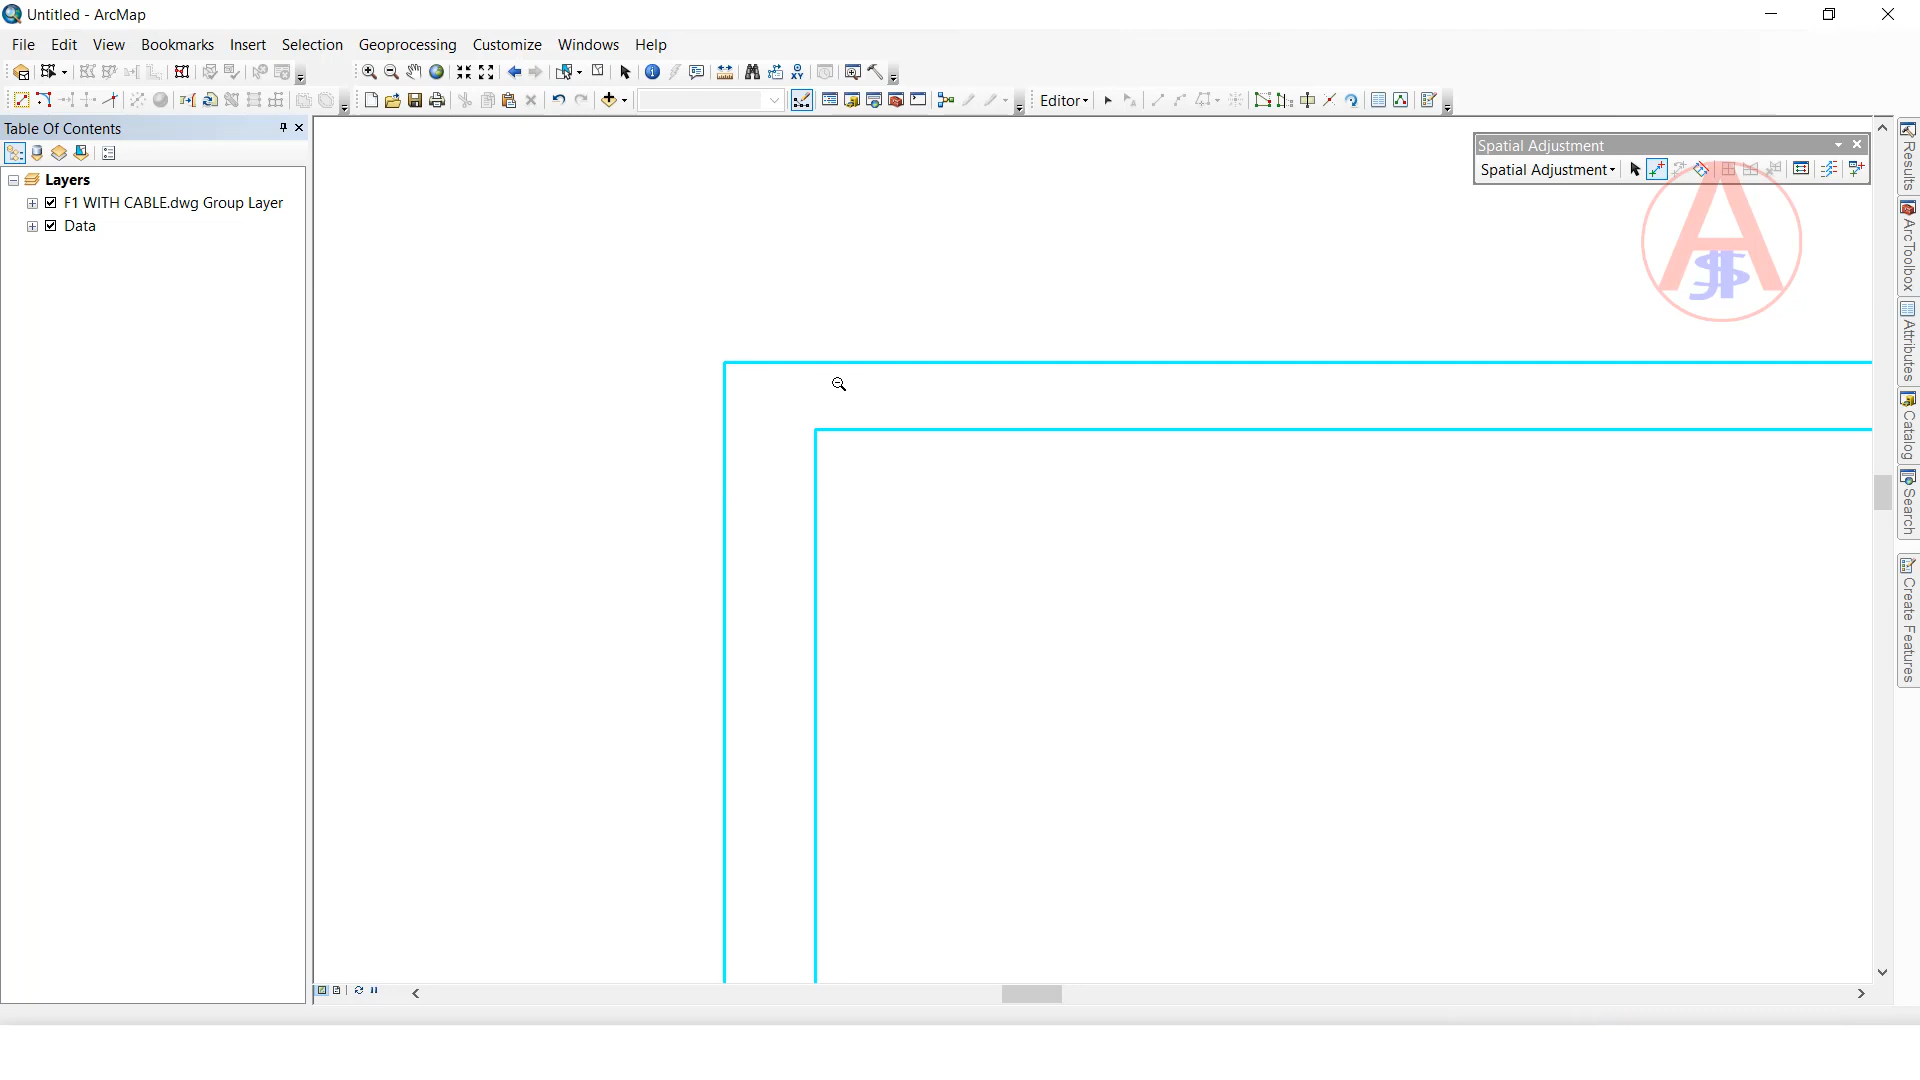 Untitled - ArcMap
File Edit View Bookmarks Insert Selection Geoprocessing Customize Windows Help
Editor
Table Of Contents
Layers
F1 WITH CABLE.dwg Group Layer
Data
Spatial Adjustment
Spatial Adjustment
Results
ArcToolbox
Attributes
Catalog
Search
Create Features
A